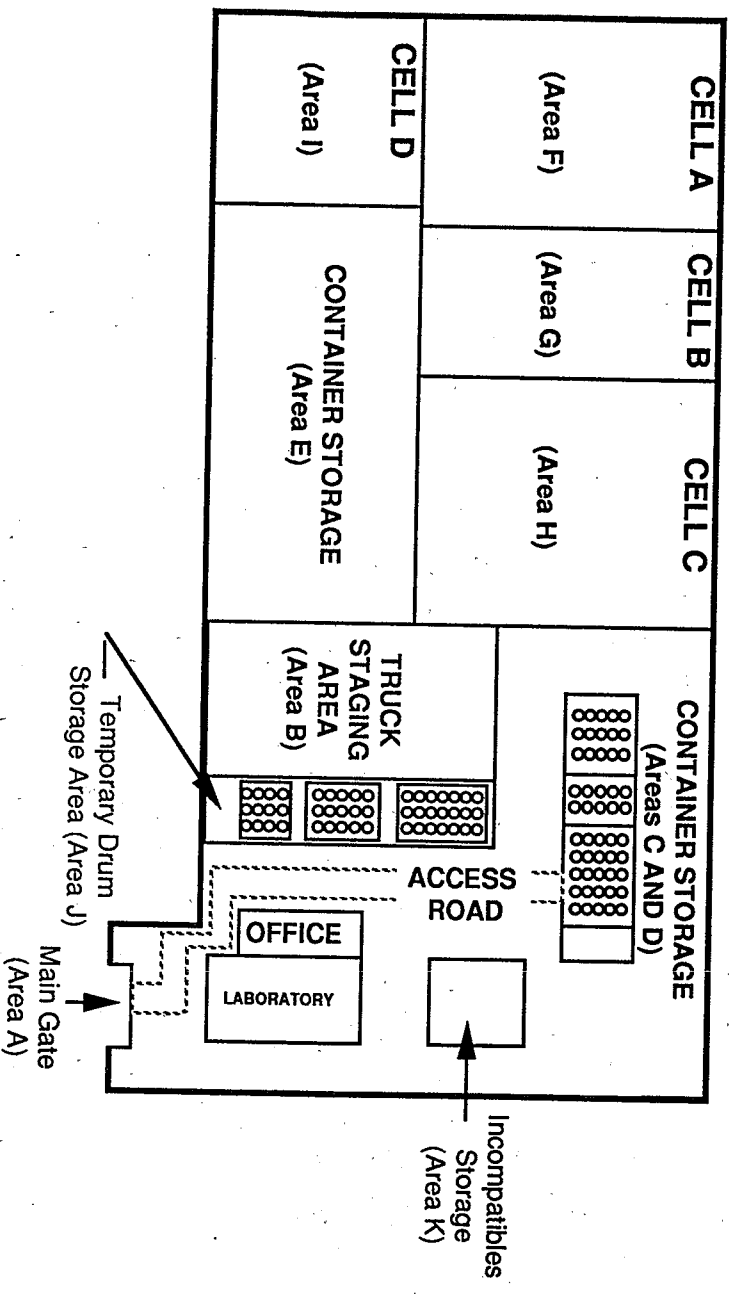 CELL A
(Area F)
CELL B
(Area G)
CELL C
(Area H)
CELL D
(Area I)
CONTAINER STORAGE
(Area E)
CONTAINER STORAGE
(Areas C AND D)
TRUCK
STAGING
AREA
(Area B)
ACCESS
ROAD
OFFICE
LABORATORY
Temporary Drum
Storage Area (Area J)
Main Gate
(Area A)
Incompatibles
Storage
(Area K)